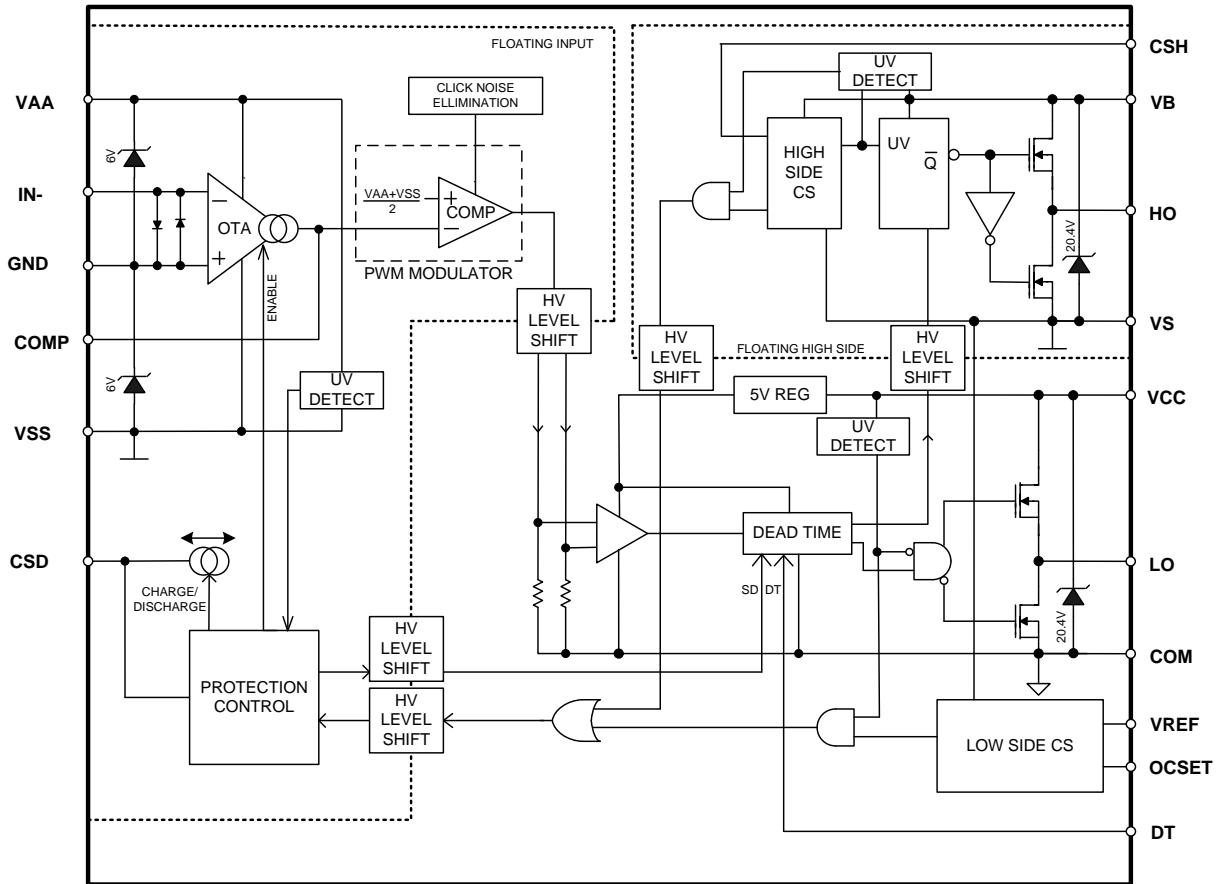 FLOATING INPUT
CSH
UV
DETECT
VAA
CLICK NOISE
ELLIMINATION
VB
6V
HIGH
SIDE
CS
UV
Q
IN-
VAA+VSS
2
+
COMP
−
−
OTA
+
HO
20.4V
GND
PWM MODULATOR
ENABLE
HV
LEVEL
SHIFT
VS
COMP
HV
LEVEL
SHIFT
FLOATING HIGH SIDE
HV
LEVEL
SHIFT
6V
UV
DETECT
5V REG
VCC
VSS
UV
DETECT
DEAD TIME
CSD
LO
CHARGE/
DISCHARGE
SD
DT
20.4V
HV
LEVEL
SHIFT
COM
PROTECTION
CONTROL
HV
LEVEL
SHIFT
LOW SIDE CS
VREF
OCSET
DT